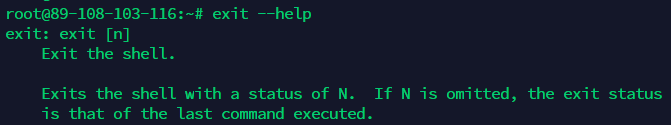 root@89-108-103-116:~# exit --help
exit: exit [n]
    Exit the shell.

    Exits the shell with a status of N.  If N is omitted, the exit status
    is that of the last command executed.